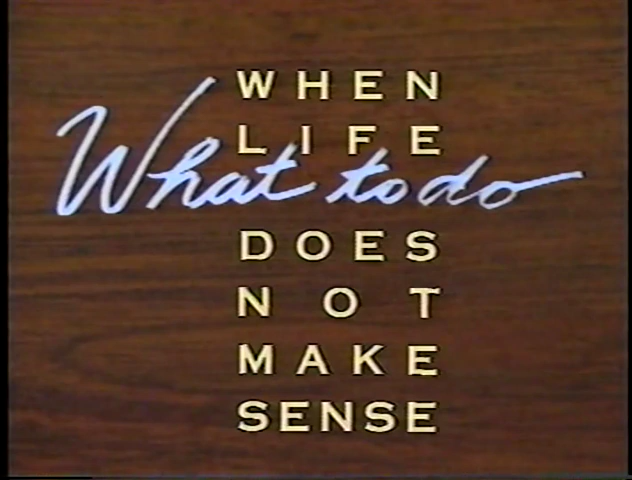 WHEN
LIFE
What to do
DOES
NOT
MAKE
SENSE